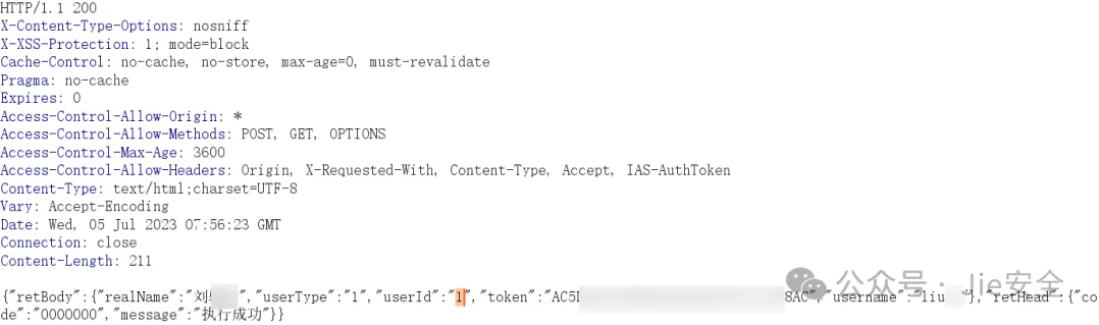 HTTP/1.1 200
X-Content-Type-Options: nosniff
X-XSS-Protection: 1; mode=block
Cache-Control: no-cache, no-store, max-age=0, must-revalidate
Pragma: no-cache
Expires: 0
Access-Control-Allow-Origin: *
Access-Control-Allow-Methods: POST, GET, OPTIONS
Access-Control-Max-Age: 3600
Access-Control-Allow-Headers: Origin, X-Requested-With, Content-Type, Accept, IAS-AuthToken
Content-Type: text/html;charset=UTF-8
Vary: Accept-Encoding
Date: Wed, 05 Jul 2023 07:56:23 GMT
Connection: close
Content-Length: 211
{"retBody":{"realName":"刘","userType":"1","userId":"1","token":"AC5 8AC","username":"liu"},"retHead":{"co
de":"0000000","message":"执行成功"}}
公众号 · Jie安全